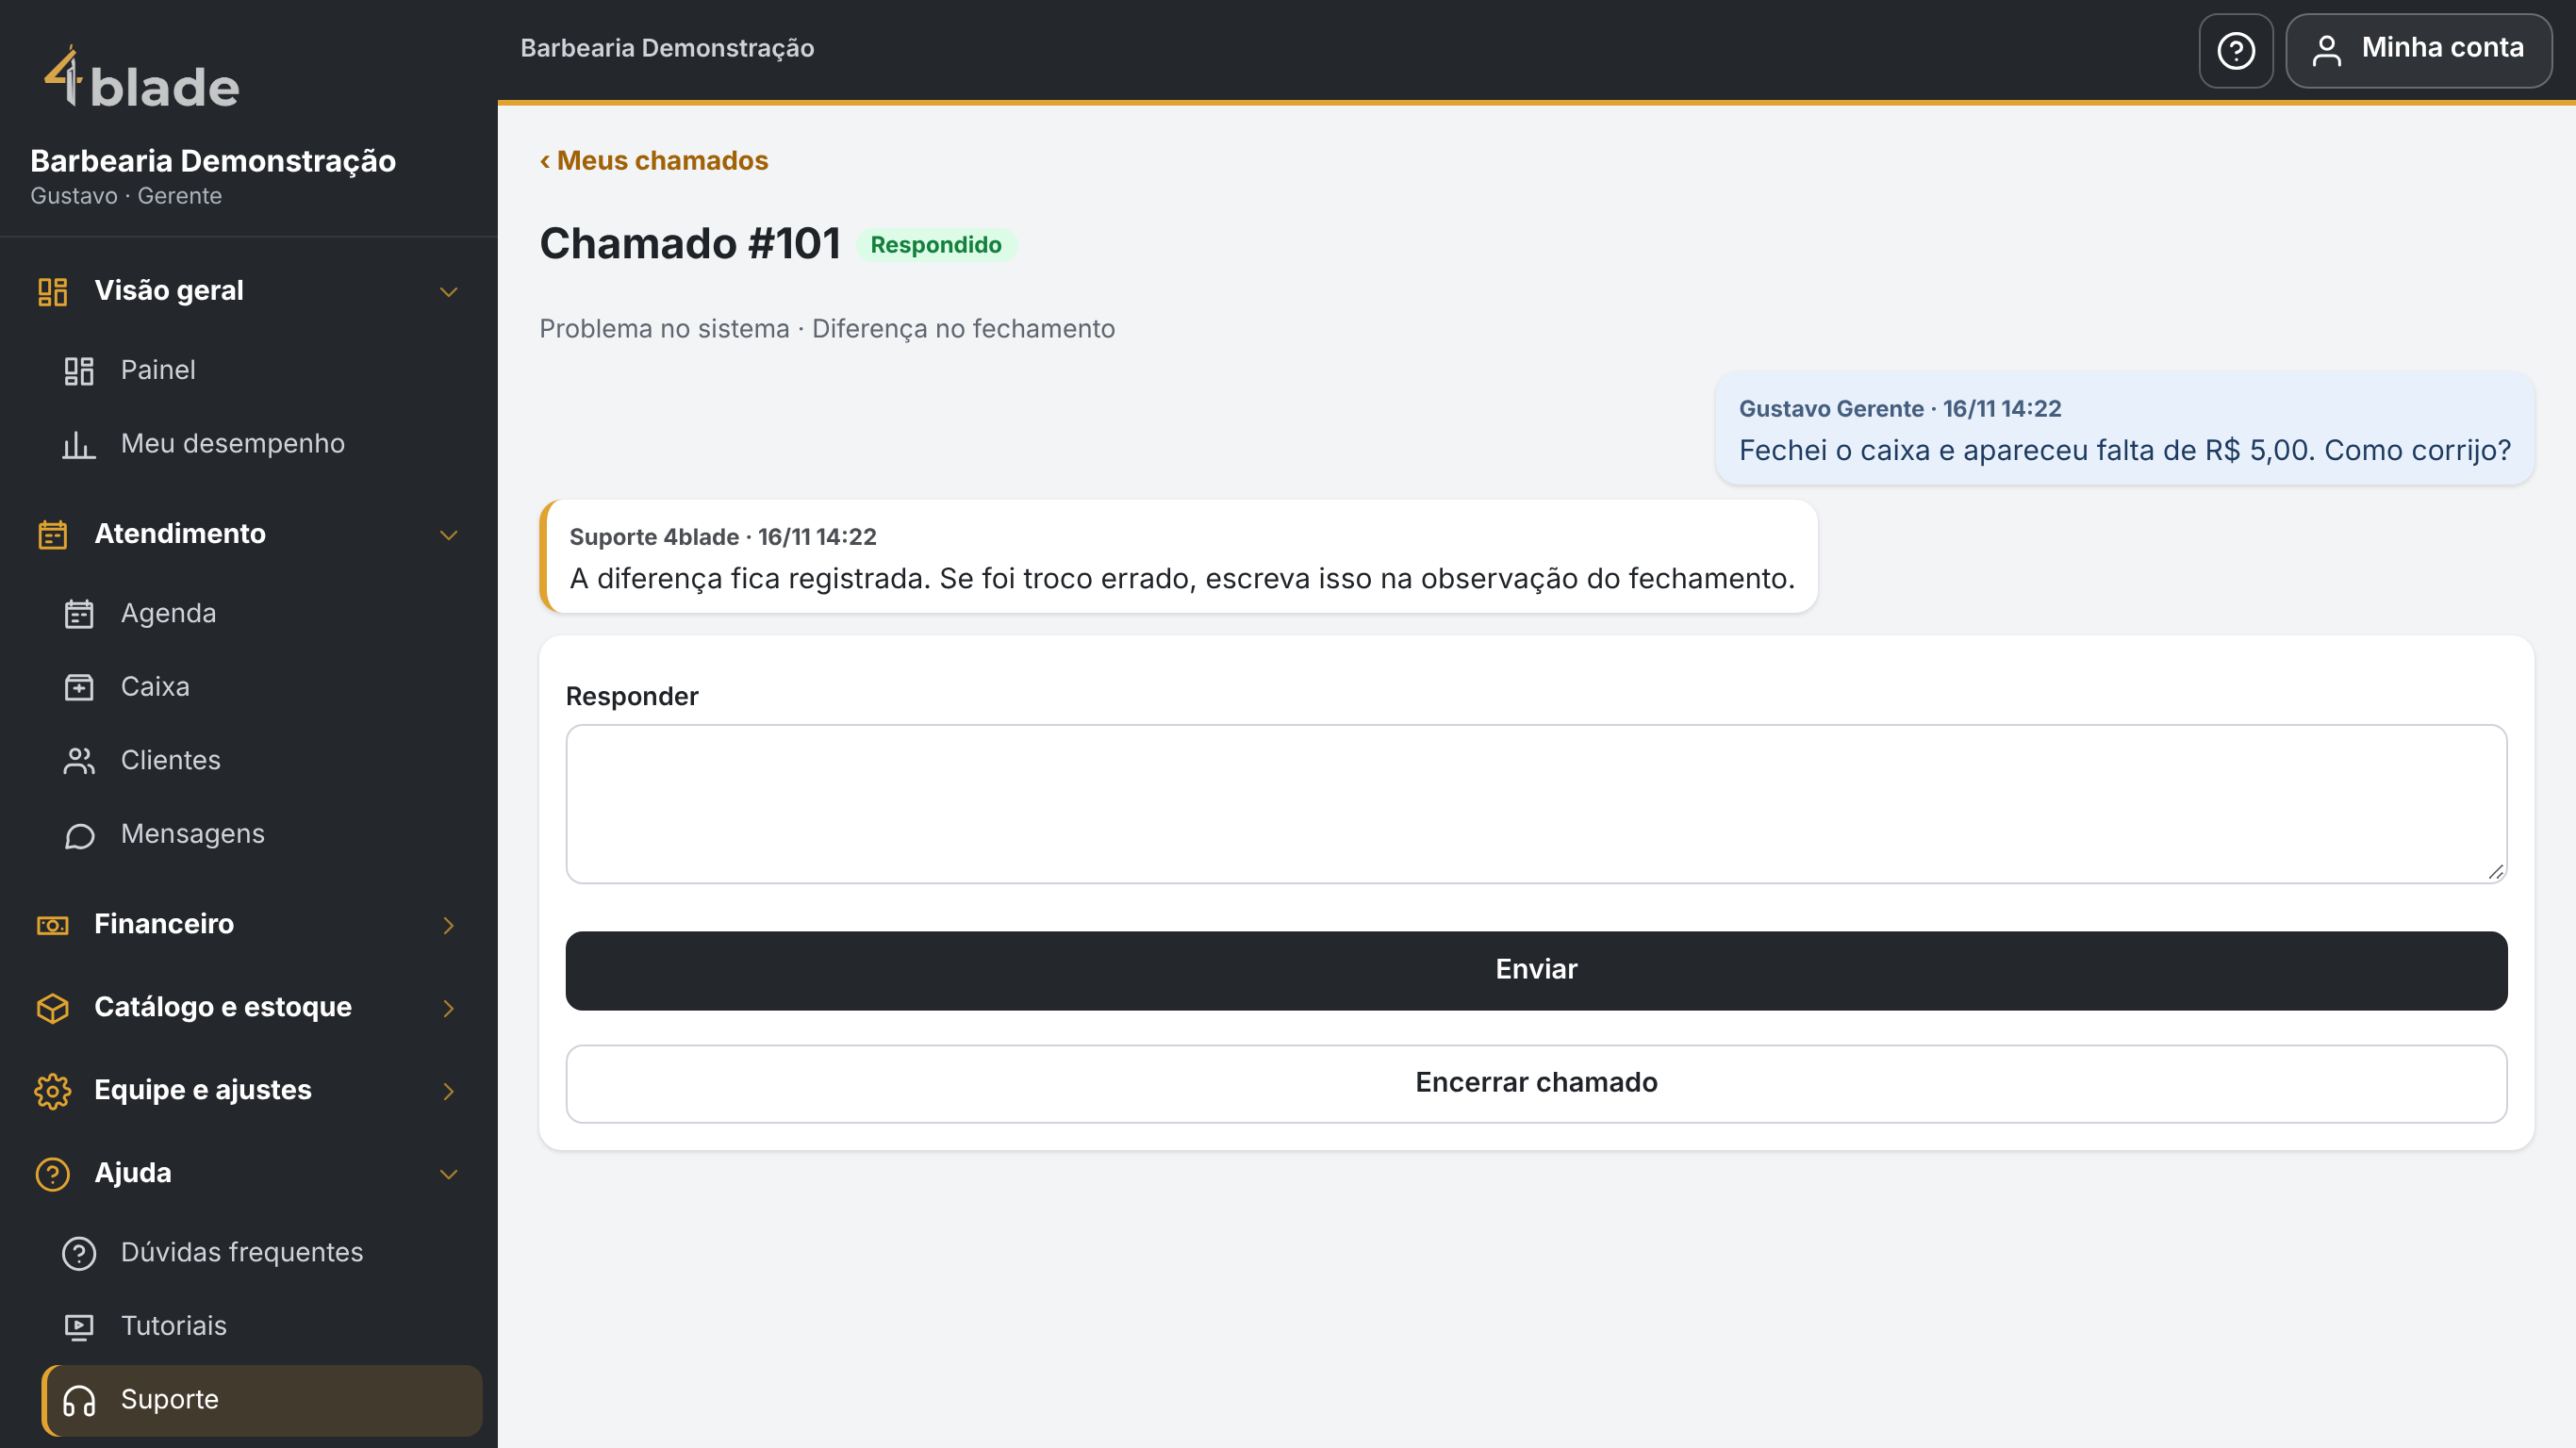 4blade
Barbearia Demonstração
Gustavo · Gerente
Visão geral
Painel
Meu desempenho
Atendimento
Agenda
Caixa
Clientes
Mensagens
Financeiro
Catálogo e estoque
Equipe e ajustes
Ajuda
Dúvidas frequentes
Tutoriais
Suporte
Barbearia Demonstração
Minha conta
‹ Meus chamados
Chamado #101 Respondido
Problema no sistema · Diferença no fechamento
Gustavo Gerente · 16/11 14:22
Fechei o caixa e apareceu falta de R$ 5,00. Como corrijo?
Suporte 4blade · 16/11 14:22
A diferença fica registrada. Se foi troco errado, escreva isso na observação do fechamento.
Responder
Enviar
Encerrar chamado